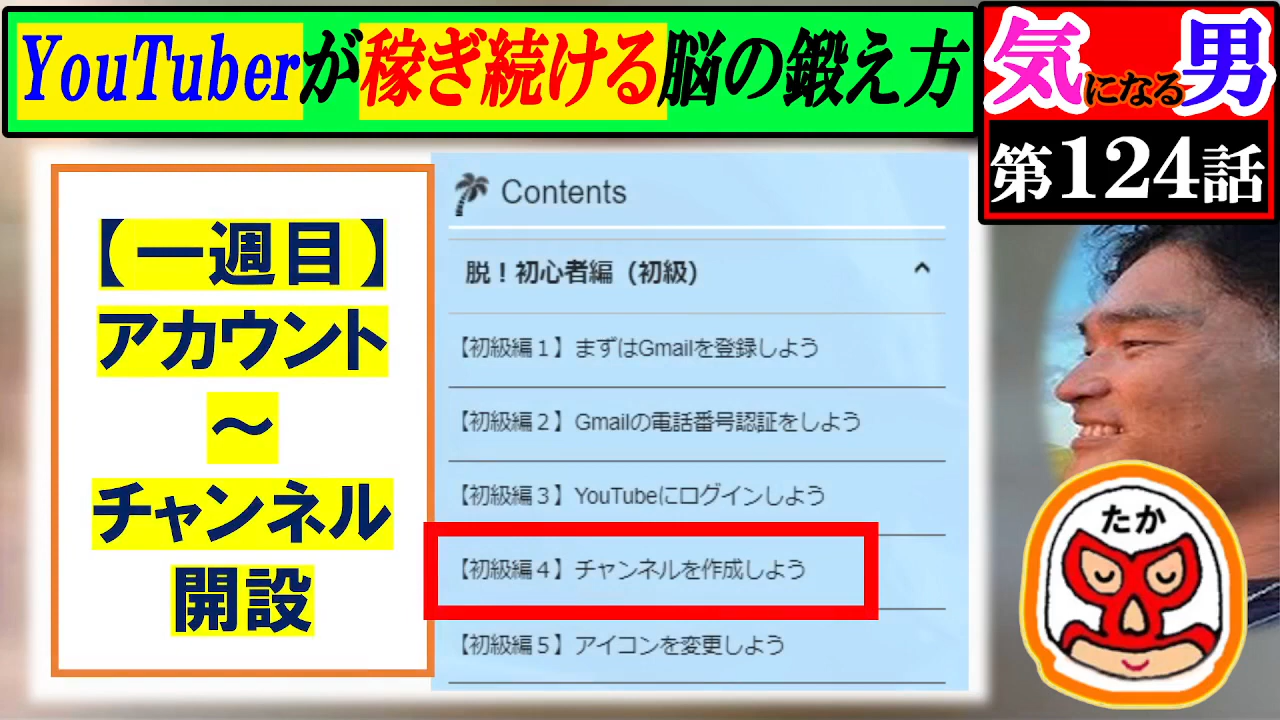 YouTuberが稼ぎ続ける脳の鍛え方
気になる男
第124話
【一週目】
アカウント
～
チャンネル
開設
Contents
脱！初心者編（初級）
【初級編１】まずはGmailを登録しよう
【初級編２】Gmailの電話番号認証をしよう
【初級編３】YouTubeにログインしよう
【初級編４】チャンネルを作成しよう
【初級編５】アイコンを変更しよう
たか